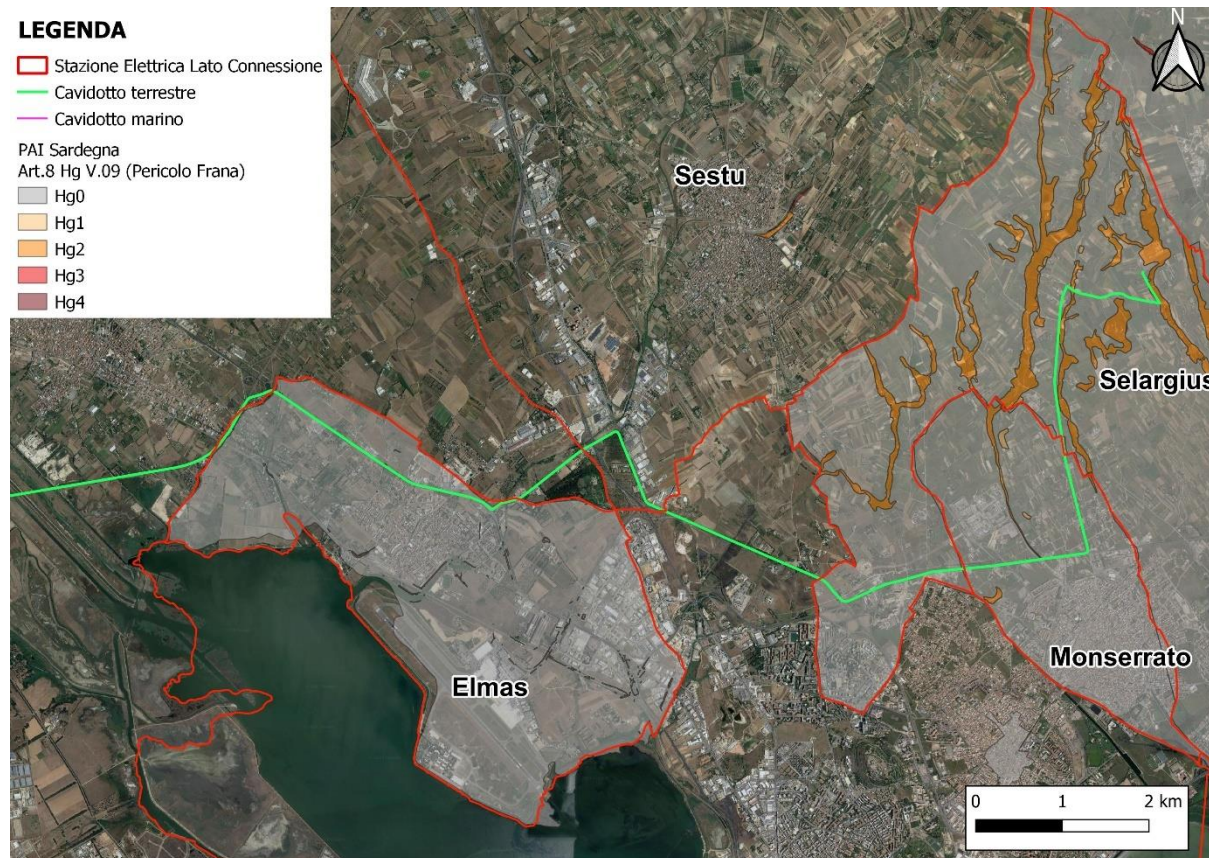 LEGENDA
Stazione Elettrica Lato Connessione
Cavidotto terrestre
Cavidotto marino
PAI Sardegna
Art.8 Hg V.09 (Pericolo Frana)
Hg0
Hg1
Hg2
Hg3
Hg4
N
Sestu
Selargius
Monserrato
Elmas
0 1 2 km